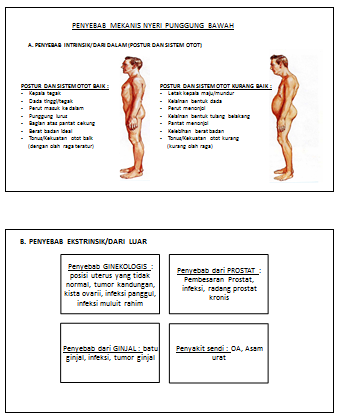 PENYEBAB MEKANIS NYERI PUNGGUNG BAWAH
A. PENYEBAB INTRINSIK/DARI DALAM (POSTUR DAN SISTEM OTOT)
POSTUR DAN SISTEM OTOT BAIK :
- Kepala tegak
- Dada tinggi/tegak
- Perut masuk ke dalam
- Punggung lurus
- Bagian atas pantat cekung
- Berat badan ideal
- Tonus/Kekuatan otot baik
(dengan olah raga teratur)
POSTUR DAN SISTEM OTOT KURANG BAIK :
- Letak kepala maju/mundur
- Kelainan bentuk dada
- Perut menonjol
- Kelainan bentuk tulang belakang
- Pantat menonjol
- Kelebihan berat badan
- Tonus/Kekuatan otot kurang
(kurang olah raga)
B. PENYEBAB EKSTRINSIK/DARI LUAR
Penyebab GINEKOLOGIS :
posisi uterus yang tidak
normal, tumor kandungan,
kista ovarii, infeksi panggul,
infeksi muluit rahim
Penyebab dari PROSTAT :
Pembesaran Prostat,
infeksi, radang prostat
kronis
Penyebab dari GINJAL : batu
ginjal, infeksi, tumor ginjal
Penyakit sendi : OA, Asam
urat